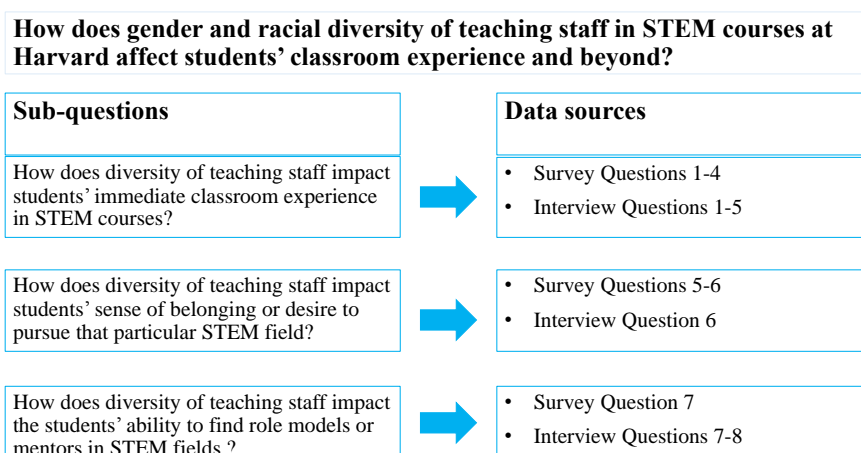 How does gender and racial diversity of teaching staff in STEM courses at
Harvard affect students’ classroom experience and beyond?
Sub-questions
Data sources
How does diversity of teaching staff impact
students’ immediate classroom experience
in STEM courses?
• Survey Questions 1-4
• Interview Questions 1-5
How does diversity of teaching staff impact
students’ sense of belonging or desire to
pursue that particular STEM field?
• Survey Questions 5-6
• Interview Question 6
How does diversity of teaching staff impact
the students’ ability to find role models or
mentors in STEM fields ?
• Survey Question 7
• Interview Questions 7-8